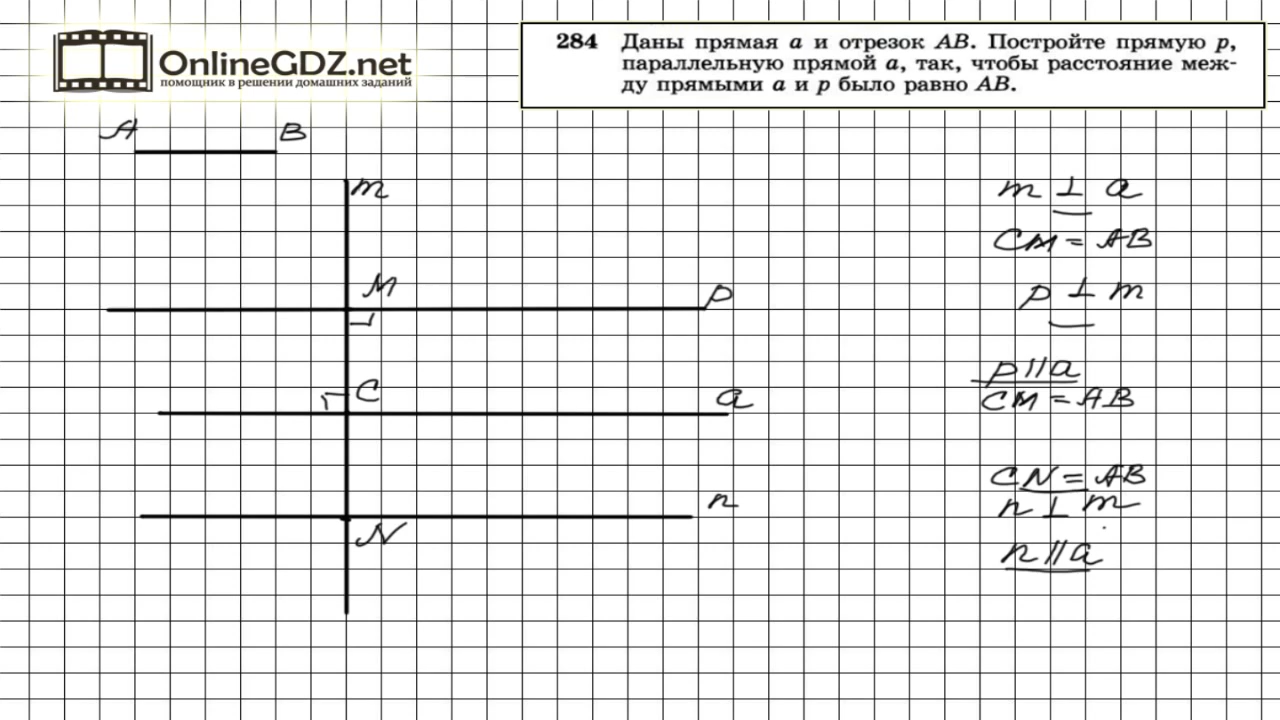 OnlineGDZ.net
помощник в решении домашних заданий
284 Даны прямая a и отрезок AB. Постройте прямую p,
параллельную прямой a, так, чтобы расстояние меж-
ду прямыми a и p было равно AB.
A B
m
M p
C a
n
N
m ⊥ a
CM = AB
p ⊥ m
p || a
CM = AB
CN = AB
n ⊥ m
n || a